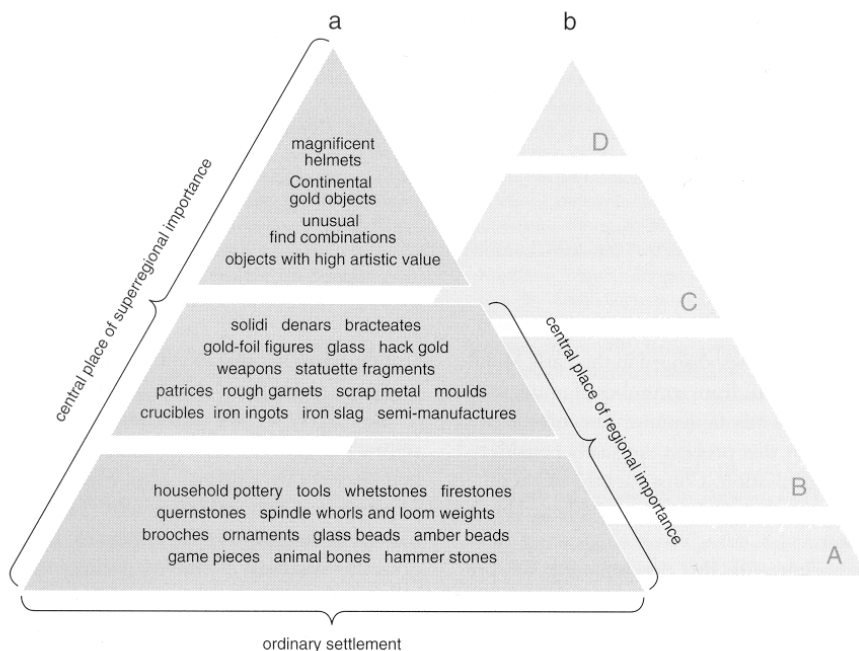 a
b
magnificent
helmets
Continental
gold objects
unusual
find combinations
objects with high artistic value
solidi denars bracteates
gold-foil figures glass hack gold
weapons statuette fragments
patrices rough garnets scrap metal moulds
crucibles iron ingots iron slag semi-manufactures
household pottery tools whetstones firestones
quernstones spindle whorls and loom weights
brooches ornaments glass beads amber beads
game pieces animal bones hammer stones
central place of superregional importance
central place of regional importance
ordinary settlement
D
C
B
A